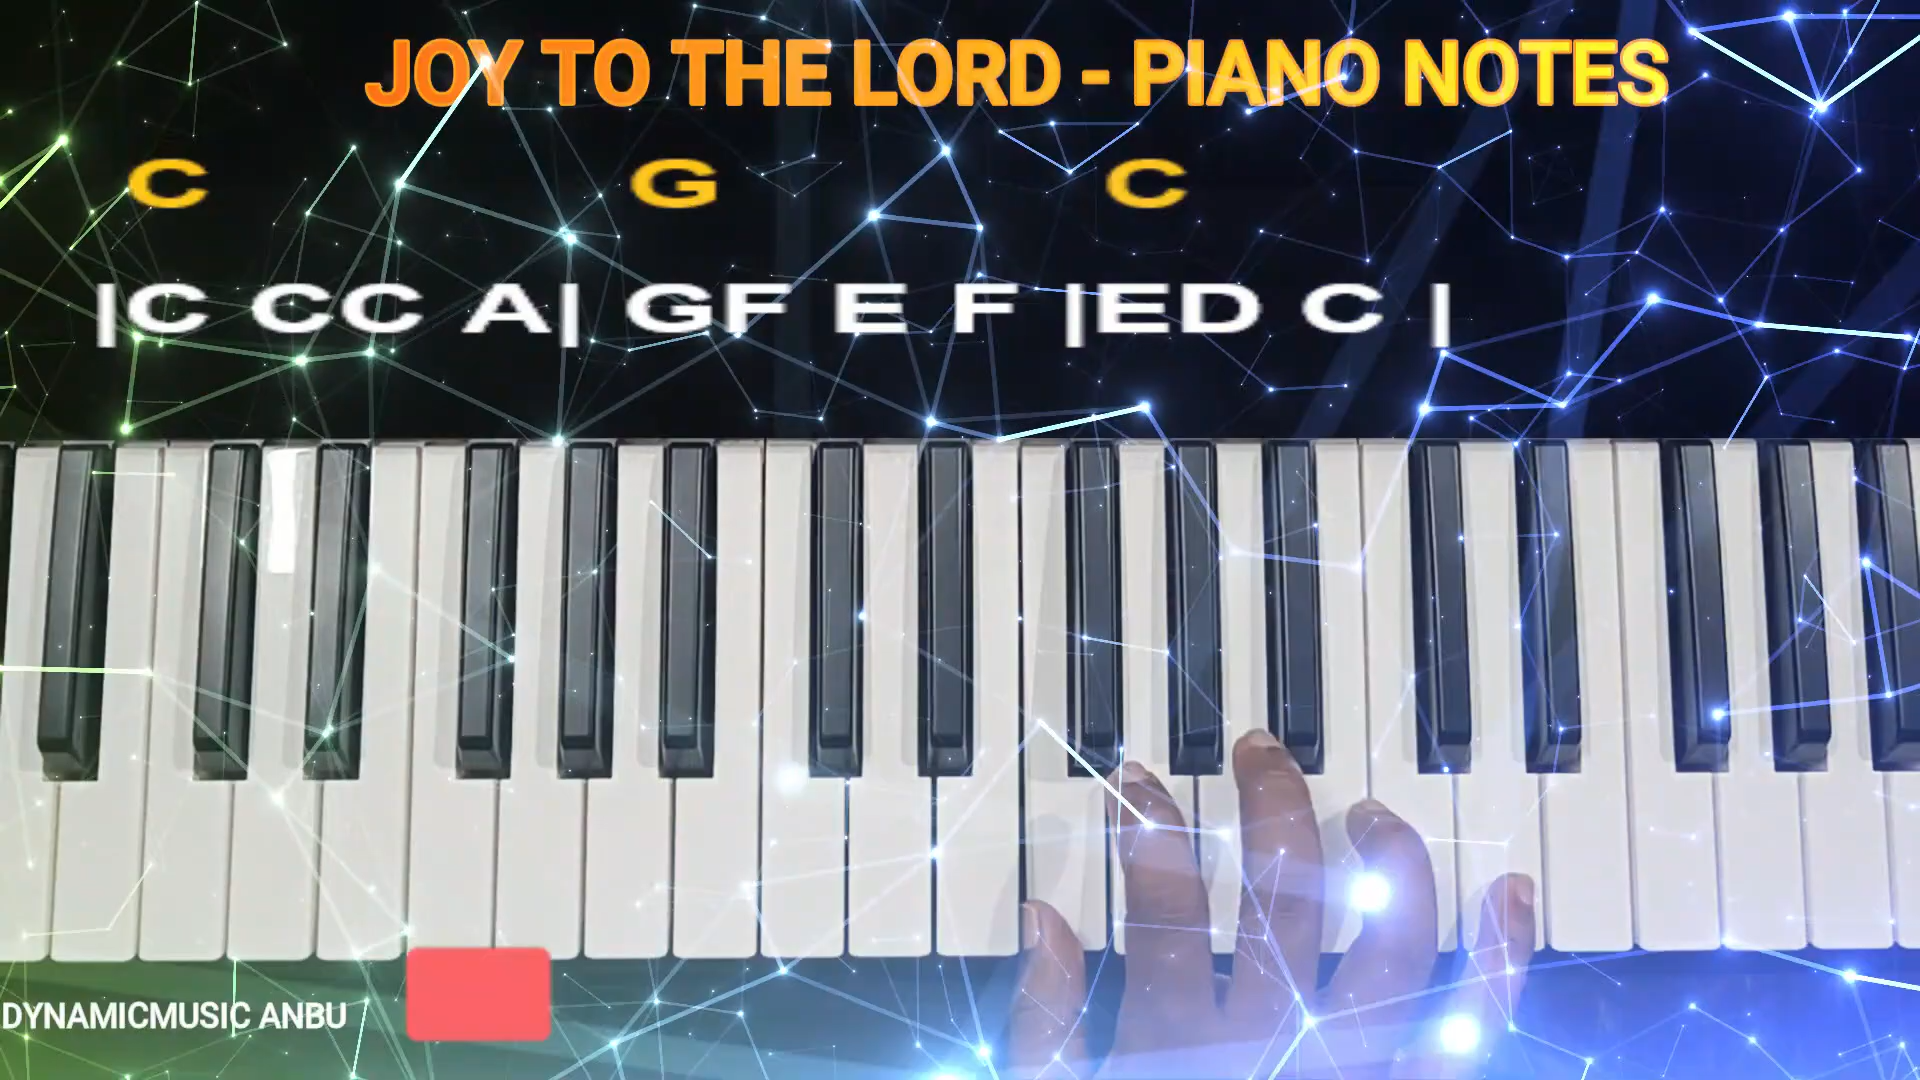 JOY TO THE LORD - PIANO NOTES
C G C
|C CC A| GF E F |ED C |
DYNAMICMUSIC ANBU